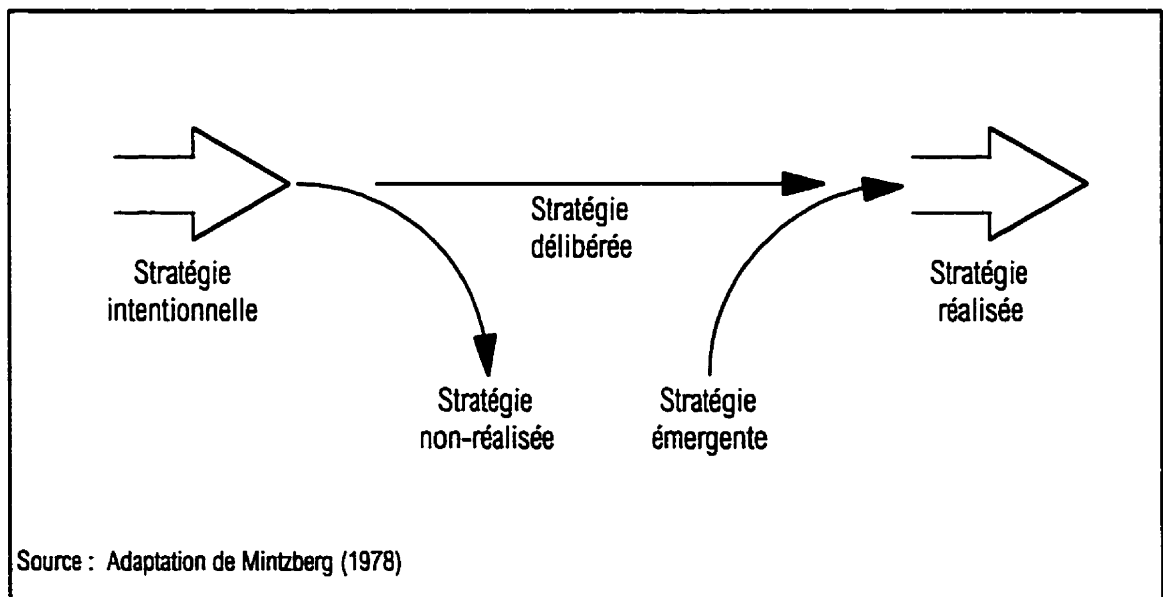 Stratégie
délibérée
Stratégie
intentionnelle
Stratégie
réalisée
Stratégie
non-réalisée
Stratégie
émergente
Source : Adaptation de Mintzberg (1978)